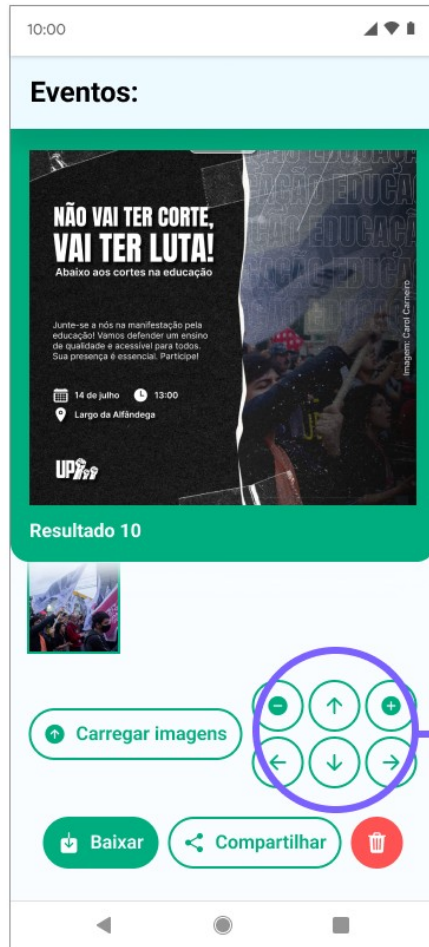 10:00
Eventos:
EDUCAÇÃO
NÃO VAI TER CORTE,
VAI TER LUTA!
Abaixo aos cortes na educação
Junte-se a nós na manifestação pela
educação! Vamos defender um ensino
de qualidade e acessível para todos.
Sua presença é essencial. Participe!
14 de julho 13:00
Largo da Alfândega
UP
Imagem: Carol Carneiro
Resultado 10
Carregar imagens
Baixar Compartilhar